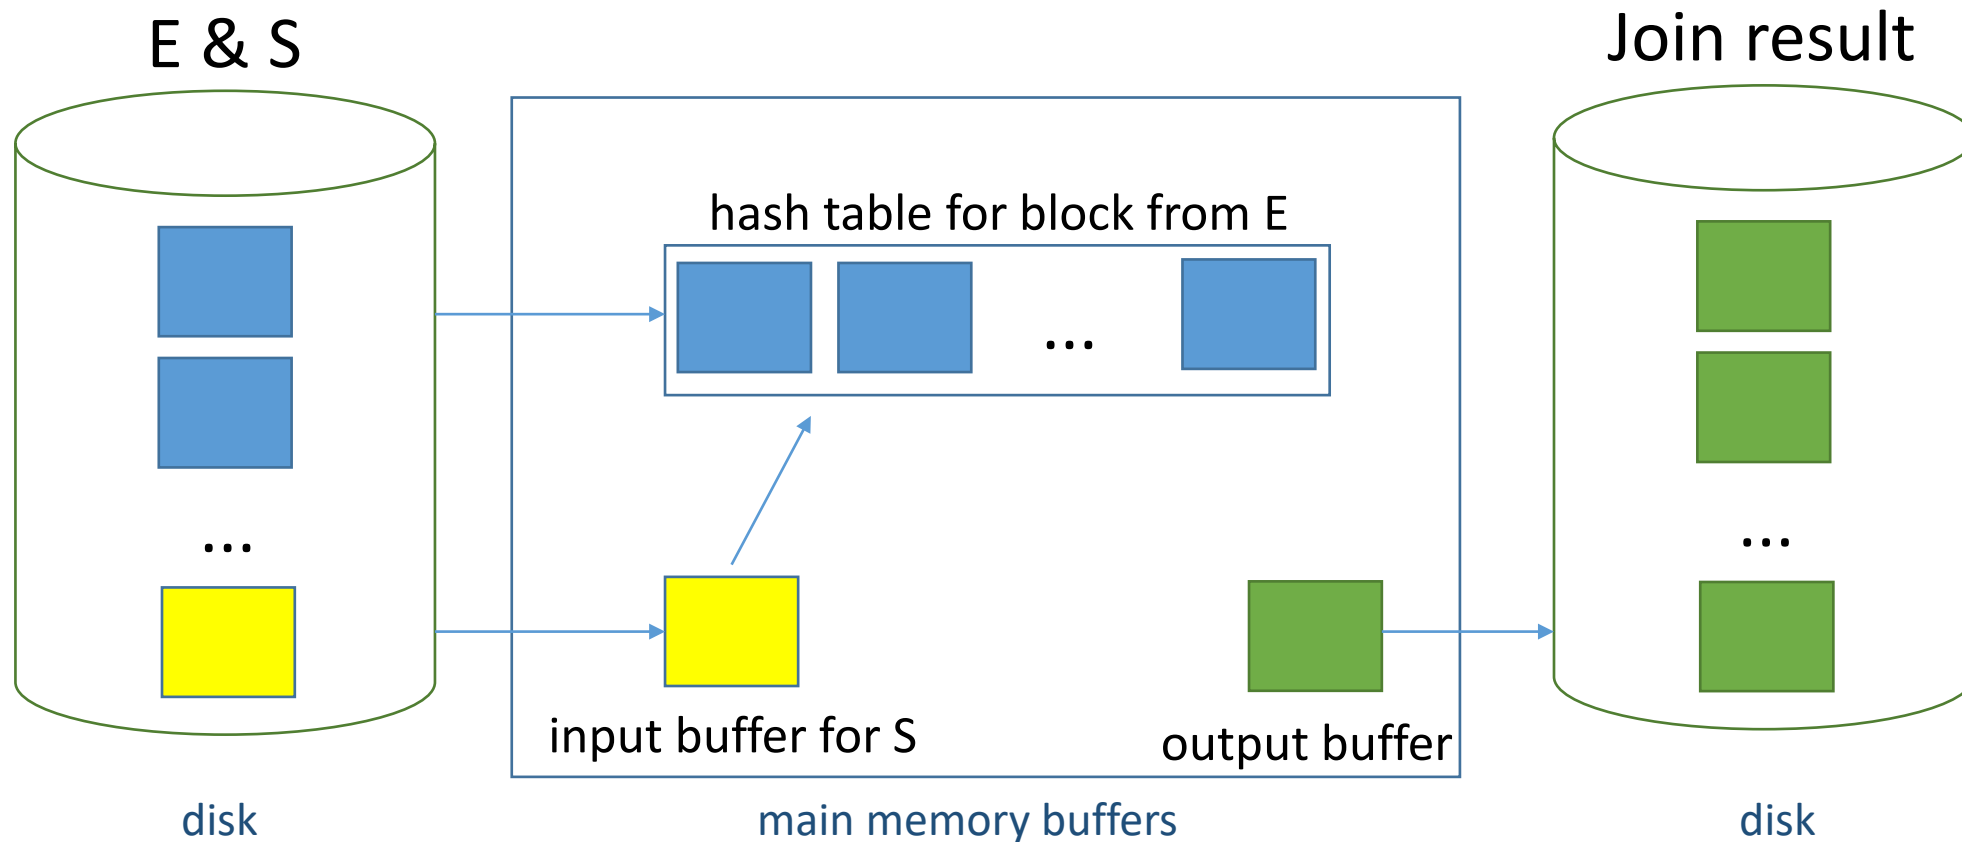 E & S
Join result
hash table for block from E
...
...
...
input buffer for S
output buffer
disk
main memory buffers
disk